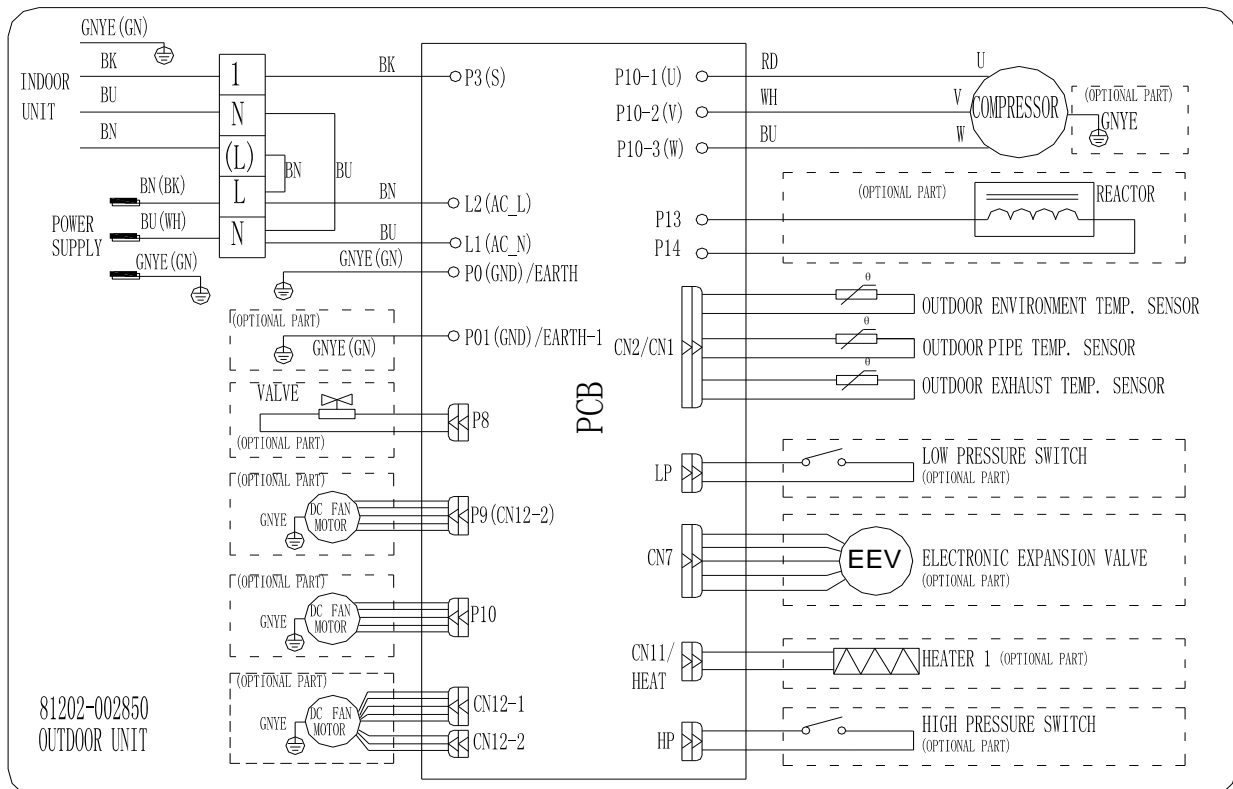 GNYE(GN)
INDOOR
UNIT
BK
BU
BN
1
N
(L)
L
N
BN
BU
BK
P3(S)
POWER
SUPPLY
BN(BK)
BU(WH)
GNYE(GN)
BN
L2(AC_L)
BU
L1(AC_N)
GNYE(GN)
P0(GND)/EARTH
(OPTIONAL PART)
GNYE(GN)
P01(GND)/EARTH-1
VALVE
(OPTIONAL PART)
P8
(OPTIONAL PART)
GNYE
DC FAN
MOTOR
P9(CN12-2)
(OPTIONAL PART)
GNYE
DC FAN
MOTOR
P10
(OPTIONAL PART)
GNYE
DC FAN
MOTOR
CN12-1
CN12-2
81202-002850
OUTDOOR UNIT
PCB
P10-1(U)
RD
U
P10-2(V)
WH
V
P10-3(W)
BU
W
COMPRESSOR
(OPTIONAL PART)
GNYE
(OPTIONAL PART)
REACTOR
P13
P14
CN2/CN1
θ
OUTDOOR ENVIRONMENT TEMP. SENSOR
θ
OUTDOOR PIPE TEMP. SENSOR
θ
OUTDOOR EXHAUST TEMP. SENSOR
LP
LOW PRESSURE SWITCH
(OPTIONAL PART)
CN7
EEV
ELECTRONIC EXPANSION VALVE
(OPTIONAL PART)
CN11/
HEAT
HEATER 1 (OPTIONAL PART)
HP
HIGH PRESSURE SWITCH
(OPTIONAL PART)